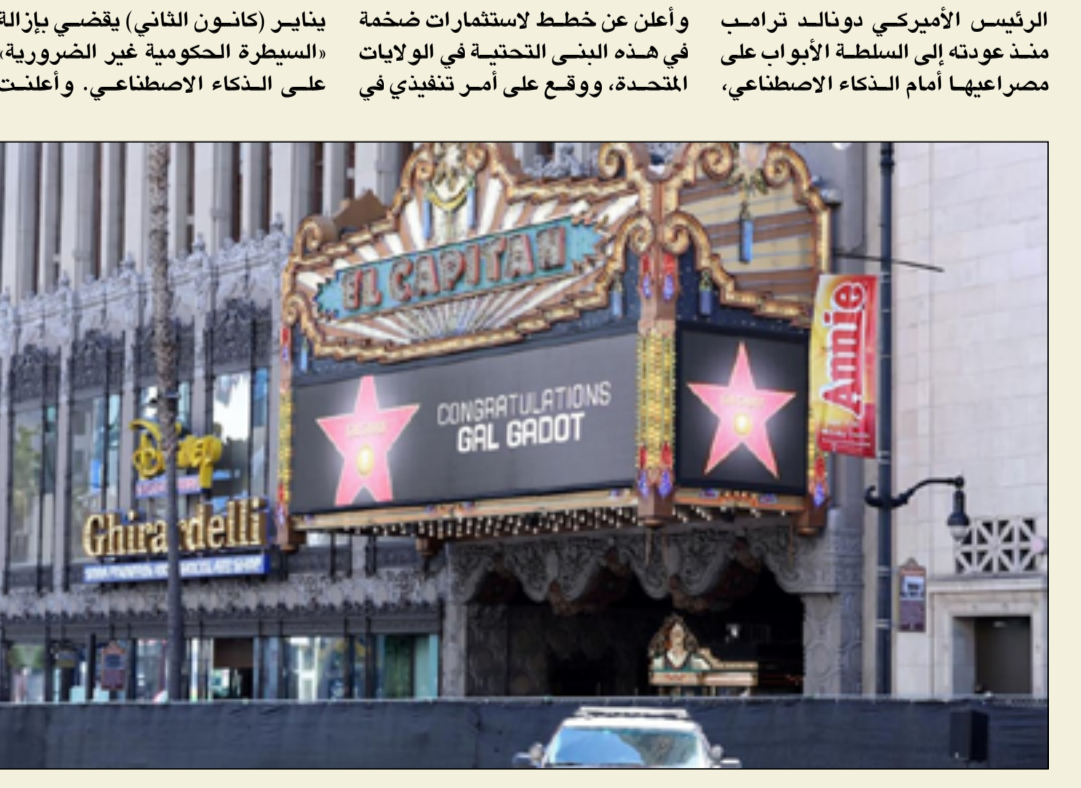 الرئيس الأميركي دونالد ترامب
منذ عودته إلى السلطة الأبواب على
مصراعيها أمام الذكاء الاصطناعي،
وأعلن عن خطط لاستثمارات ضخمة
في هذه البنى التحتية في الولايات
المتحدة، ووقع على أمر تنفيذي في
يناير (كانون الثاني) يقضي بإزالة
«السيطرة الحكومية غير الضرورية»
على الذكاء الاصطناعي. وأعلنت
EL CAPITAN
CONGRATULATIONS
GAL GADOT
Annie
Disney
Ghirardelli